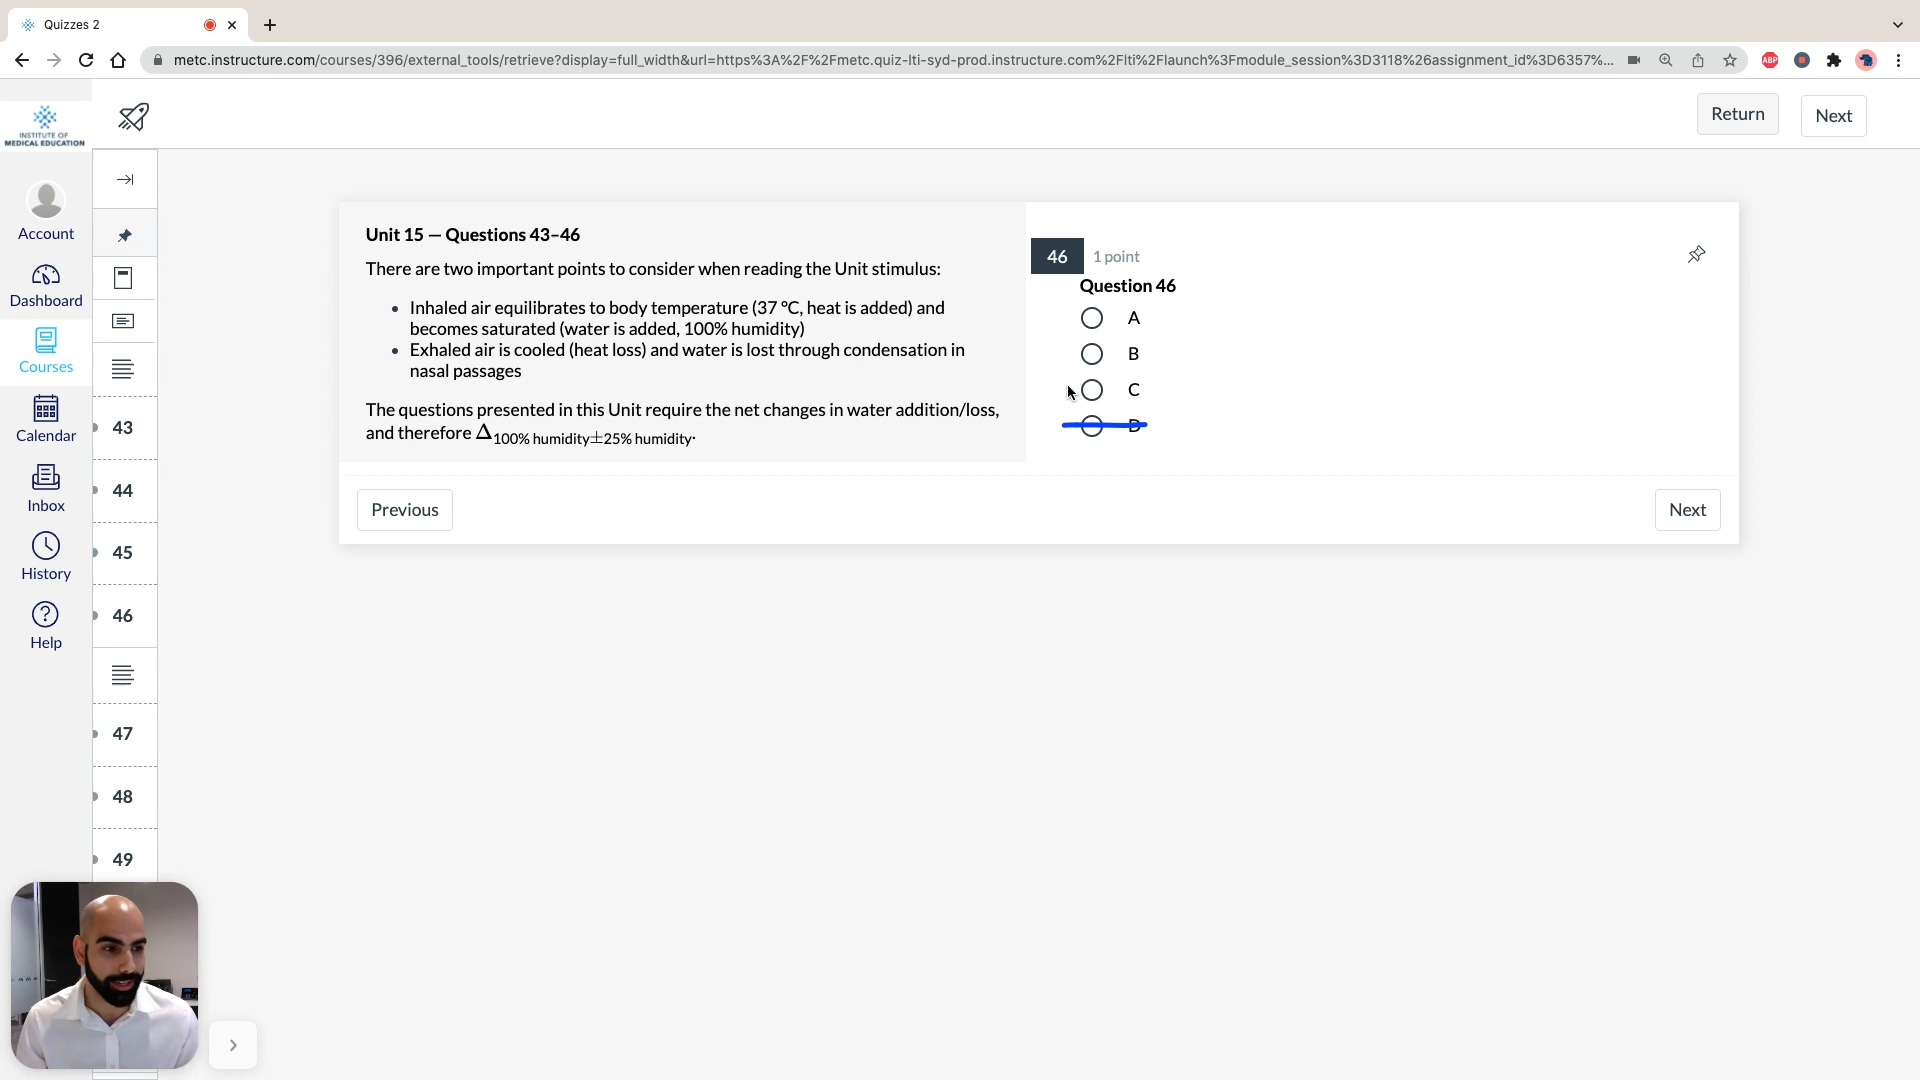 Quizzes 2
metc.instructure.com/courses/396/external_tools/retrieve?display=full_width&url=https%3A%2F%2Fmetc.quiz-lti-syd-prod.instructure.com%2Flti%2Flaunch%3Fmodule_session%3D3118%26assignment_id%3D6357%...
ABP
INSTITUTE OF
MEDICAL EDUCATION
Return
Next
Account
Dashboard
Courses
Calendar
Inbox
History
Help
43
44
45
46
47
48
49
Unit 15 — Questions 43–46
There are two important points to consider when reading the Unit stimulus:
• Inhaled air equilibrates to body temperature (37 °C, heat is added) and
becomes saturated (water is added, 100% humidity)
• Exhaled air is cooled (heat loss) and water is lost through condensation in
nasal passages
The questions presented in this Unit require the net changes in water addition/loss,
and therefore Δ100% humidity±25% humidity.
46 1 point
Question 46
A
B
C
D
Previous
Next